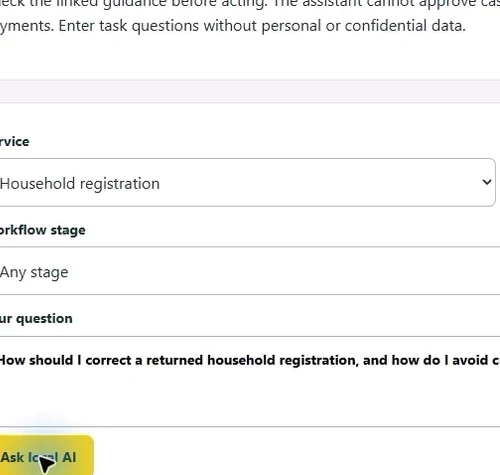 eck the linked guidance before acting. The assistant cannot approve cas
yments. Enter task questions without personal or confidential data.
rvice
Household registration
orkflow stage
Any stage
ur question
How should I correct a returned household registration, and how do I avoid c
Ask local AI